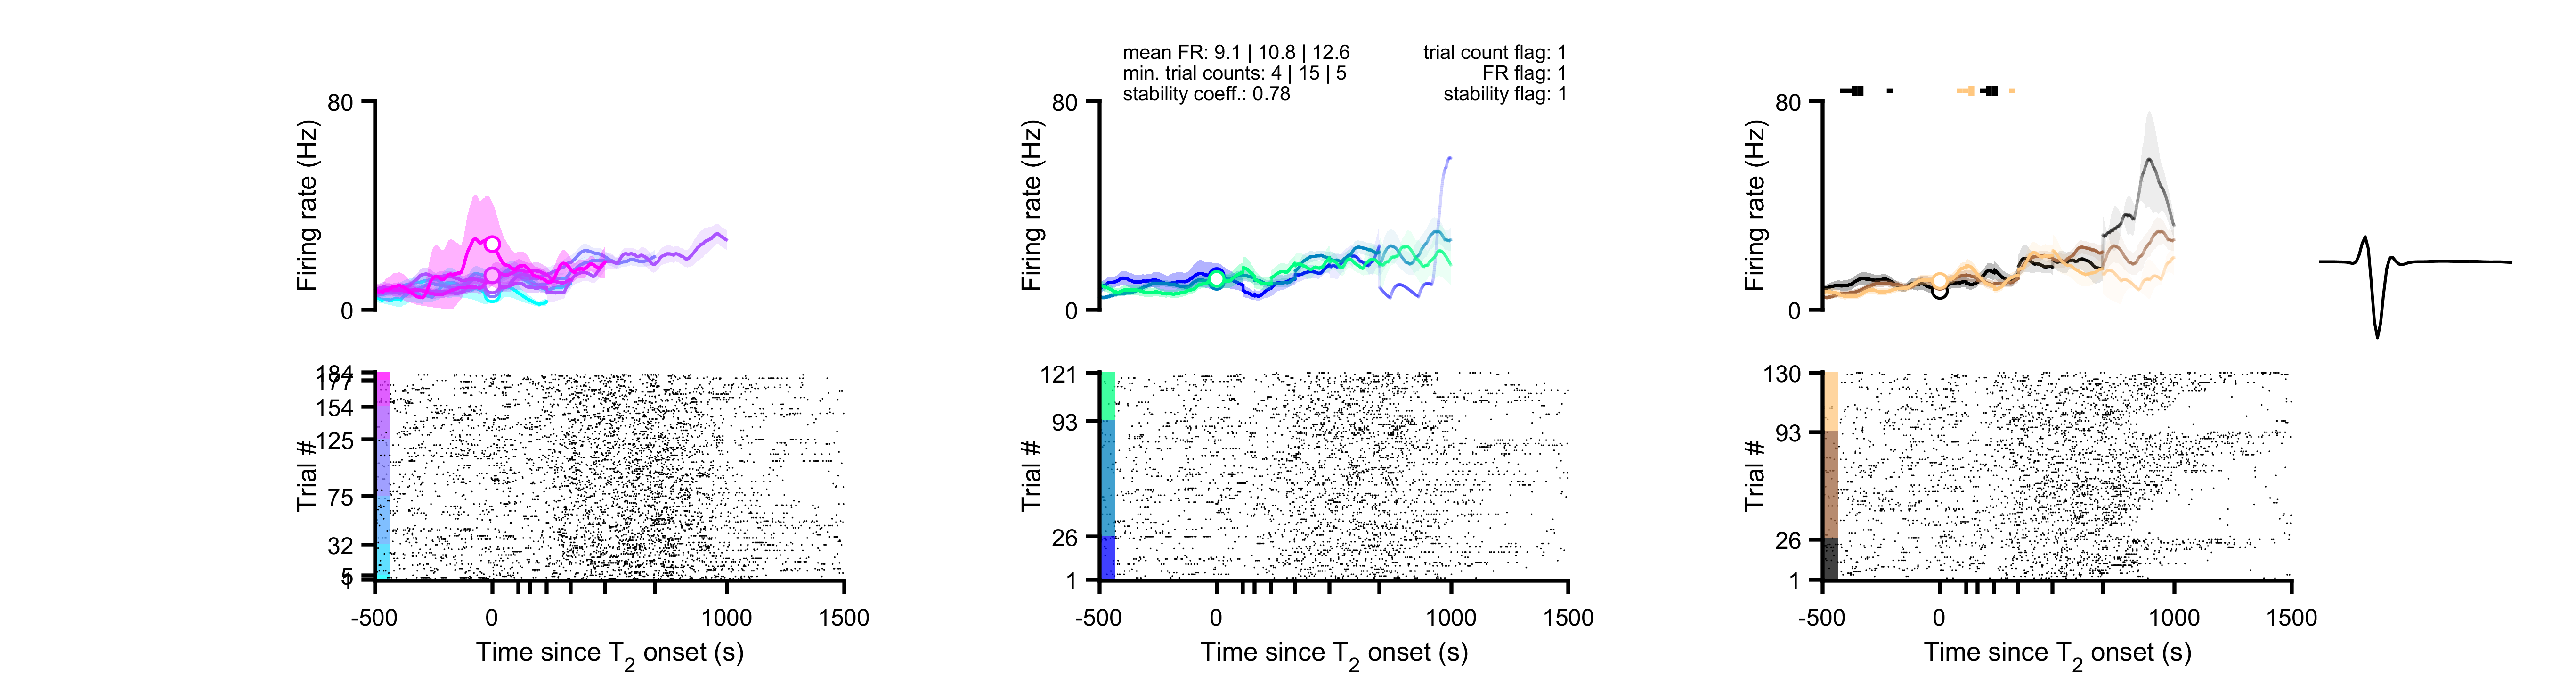 mean FR: 9.1 | 10.8 | 12.6
min. trial counts: 4 | 15 | 5
stability coeff.: 0.78
trial count flag: 1
FR flag: 1
stability flag: 1
80
Firing rate (Hz)
0
80
Firing rate (Hz)
0
80
Firing rate (Hz)
0
184
177
154
125
75
32
5
1
Trial #
-500
0
1000
1500
Time since T2 onset (s)
121
93
26
1
Trial #
-500
0
1000
1500
Time since T2 onset (s)
130
93
26
1
Trial #
-500
0
1000
1500
Time since T2 onset (s)